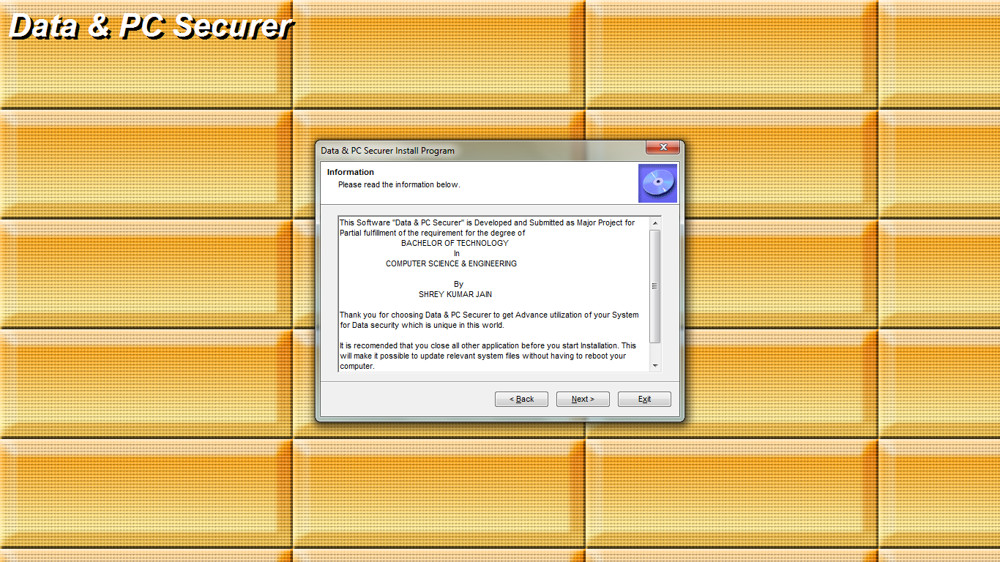 Data & PC Securer
Data & PC Securer Install Program
Information
Please read the information below.
This Software "Data & PC Securer" is Developed and Submitted as Major Project for
Partial fulfillment of the requirement for the degree of
BACHELOR OF TECHNOLOGY
In
COMPUTER SCIENCE & ENGINEERING
By
SHREY KUMAR JAIN
Thank you for choosing Data & PC Securer to get Advance utilization of your System
for Data security which is unique in this world.
It is recomended that you close all other application before you start Installation. This
will make it possible to update relevant system files without having to reboot your
computer.
< Back Next > Exit